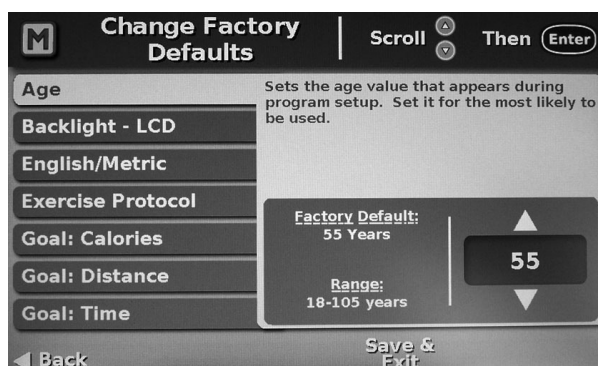 M
Change Factory
Defaults
Scroll
Then Enter
Age
Backlight - LCD
English/Metric
Exercise Protocol
Goal: Calories
Goal: Distance
Goal: Time
Sets the age value that appears during
program setup.  Set it for the most likely to
be used.
Factory Default:
55 Years
Range:
18-105 years
55
Back
Save &
Exit